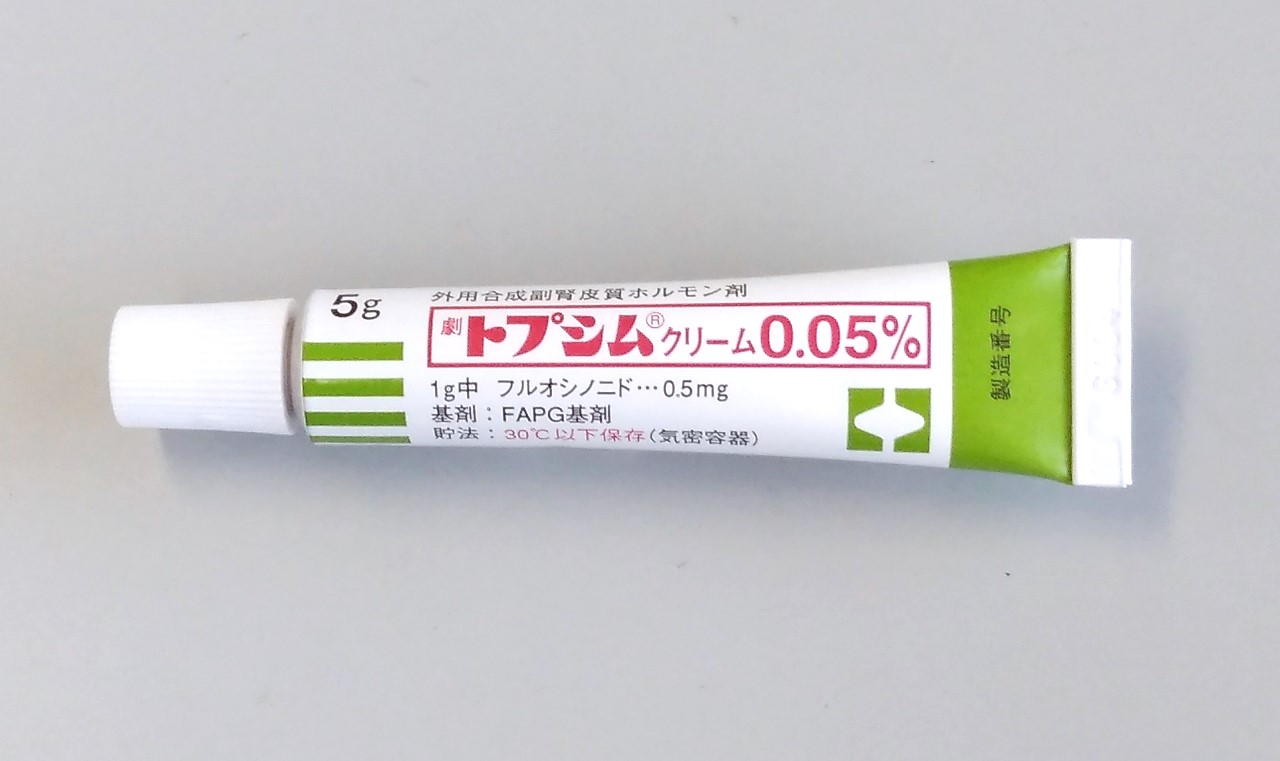 5g
外用合成副腎皮質ホルモン剤
劇 トプシム®クリーム0.05%
1g中 フルオシノニド…0.5mg
基剤：FAPG基剤
貯法：30℃以下保存(気密容器)
製造番号